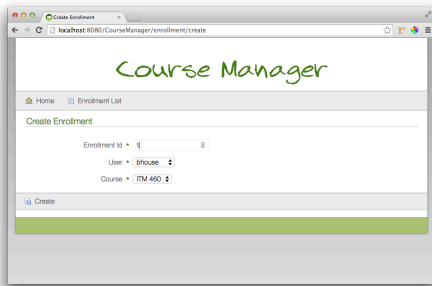 Create Enrollment
localhost:8080/CourseManager/enrollment/create
Course Manager
Home Enrollment List
Create Enrollment
Enrollment Id * 1
User * bhouse
Course * ITM 460
Create